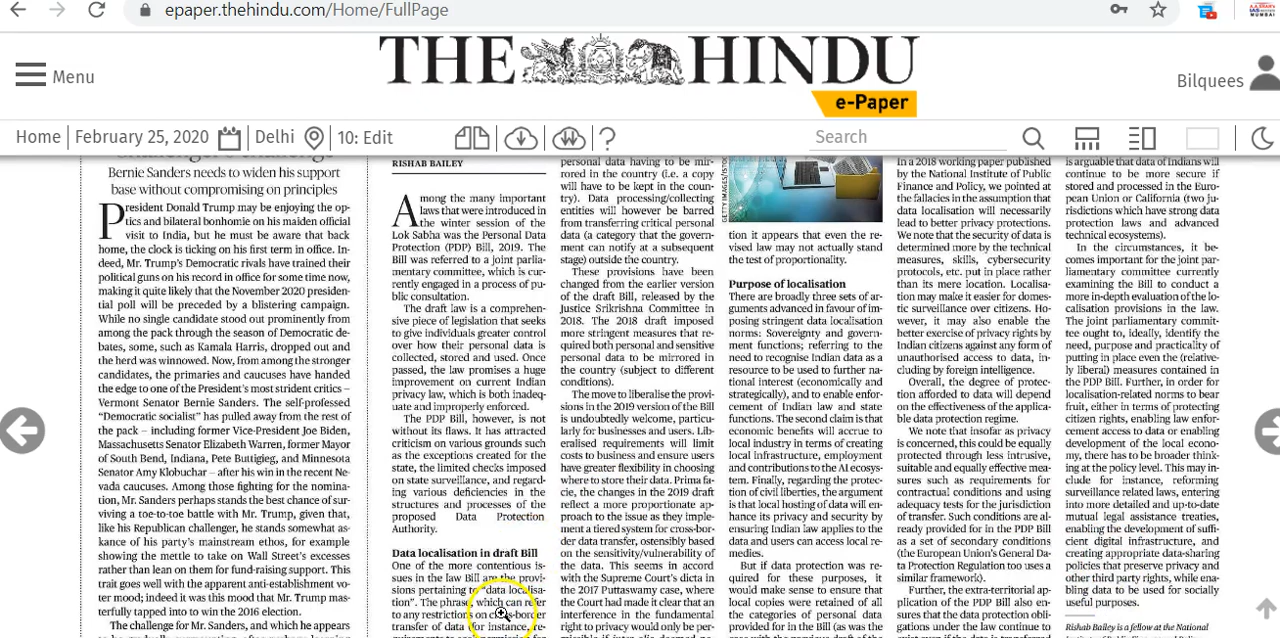 epaper.thehindu.com/Home/FullPage
Menu
THE HINDU
e-Paper
Bilquees
Home
February 25, 2020
Delhi
10: Edit
?
Search
Bernie Sanders needs to widen his support
base without compromising on principles
President Donald Trump may be enjoying the op-
tics and bilateral bonhomie on his maiden official
visit to India, but he must be aware that back
home, the clock is ticking on his first term in office. In-
deed, Mr. Trump's Democratic rivals have trained their
political guns on his record in office for some time now,
making it quite likely that the November 2020 presiden-
tial poll will be preceded by a blistering campaign.
While no single candidate stood out prominently from
among the pack through the season of Democratic de-
bates, some, such as Kamala Harris, dropped out and
the herd was winnowed. Now, from among the stronger
candidates, the primaries and caucuses have handed
the edge to one of the President's most strident critics –
Vermont Senator Bernie Sanders. The self-professed
"Democratic socialist" has pulled away from the rest of
the pack – including former Vice-President Joe Biden,
Massachusetts Senator Elizabeth Warren, former Mayor
of South Bend, Indiana, Pete Buttigieg, and Minnesota
Senator Amy Klobuchar – after his win in the recent Ne-
vada caucuses. Among those fighting for the nomina-
tion, Mr. Sanders perhaps stands the best chance of sur-
viving a toe-to-toe battle with Mr. Trump, given that,
like his Republican challenger, he stands somewhat as-
kance of his party's mainstream ethos, for example
showing the mettle to take on Wall Street's excesses
rather than lean on them for fund-raising support. This
trait goes well with the apparent anti-establishment vo-
ter mood; indeed it was this mood that Mr. Trump mas-
terfully tapped into to win the 2016 election.
The challenge for Mr. Sanders, and which he appears
RISHAB BAILEY
Among the many important
laws that were introduced in
the winter session of the
Lok Sabha was the Personal Data
Protection (PDP) Bill, 2019. The
Bill was referred to a joint parlia-
mentary committee, which is cur-
rently engaged in a process of pu-
blic consultation.
The draft law is a comprehen-
sive piece of legislation that seeks
to give individuals greater control
over how their personal data is
collected, stored and used. Once
passed, the law promises a huge
improvement on current Indian
privacy law, which is both inadeq-
uate and improperly enforced.
The PDP Bill, however, is not
without its flaws. It has attracted
criticism on various grounds such
as the exceptions created for the
state, the limited checks imposed
on state surveillance, and regard-
ing various deficiencies in the
structures and processes of the
proposed Data Protection
Authority.
Data localisation in draft Bill
One of the more contentious is-
sues in the law Bill are the provi-
sions pertaining to "data localisa-
tion". The phrase, which can refer
to any restrictions on cross-border
transfer of data (for instance, re-
personal data having to be mir-
rored in the country (i.e. a copy
will have to be kept in the coun-
try). Data processing/collecting
entities will however be barred
from transferring critical personal
data (a category that the govern-
ment can notify at a subsequent
stage) outside the country.
These provisions have been
changed from the earlier version
of the draft Bill, released by the
Justice Srikrishna Committee in
2018. The 2018 draft imposed
more stringent measures that re-
quired both personal and sensitive
personal data to be mirrored in
the country (subject to different
conditions).
The move to liberalise the provi-
sions in the 2019 version of the Bill
is undoubtedly welcome, particu-
larly for businesses and users. Lib-
eralised requirements will limit
costs to business and ensure users
have greater flexibility in choosing
where to store their data. Prima fa-
cie, the changes in the 2019 draft
reflect a more proportionate ap-
proach to the issue as they imple-
ment a tiered system for cross-bor-
der data transfer, ostensibly based
on the sensitivity/vulnerability of
the data. This seems in accord
with the Supreme Court's dicta in
the 2017 Puttaswamy case, where
the Court had made it clear that an
interference in the fundamental
right to privacy would only be per-
GETTY IMAGES/ISTOC
tion it appears that even the re-
vised law may not actually stand
the test of proportionality.
Purpose of localisation
There are broadly three sets of ar-
guments advanced in favour of im-
posing stringent data localisation
norms: Sovereignty and govern-
ment functions; referring to the
need to recognise Indian data as a
resource to be used to further na-
tional interest (economically and
strategically), and to enable enfor-
cement of Indian law and state
functions. The second claim is that
economic benefits will accrue to
local industry in terms of creating
local infrastructure, employment
and contributions to the AI ecosys-
tem. Finally, regarding the protec-
tion of civil liberties, the argument
is that local hosting of data will en-
hance its privacy and security by
ensuring Indian law applies to the
data and users can access local re-
medies.
But if data protection was re-
quired for these purposes, it
would make sense to ensure that
local copies were retained of all
the categories of personal data
provided for in the Bill (as was the
In a 2018 working paper published
by the National Institute of Public
Finance and Policy, we pointed at
the fallacies in the assumption that
data localisation will necessarily
lead to better privacy protections.
We note that the security of data is
determined more by the technical
measures, skills, cybersecurity
protocols, etc. put in place rather
than its mere location. Localisa-
tion may make it easier for domes-
tic surveillance over citizens. How-
ever, it may also enable the
better exercise of privacy rights by
Indian citizens against any form of
unauthorised access to data, in-
cluding by foreign intelligence.
Overall, the degree of protec-
tion afforded to data will depend
on the effectiveness of the applica-
ble data protection regime.
We note that insofar as privacy
is concerned, this could be equally
protected through less intrusive,
suitable and equally effective mea-
sures such as requirements for
contractual conditions and using
adequacy tests for the jurisdiction
of transfer. Such conditions are al-
ready provided for in the PDP Bill
as a set of secondary conditions
(the European Union's General Da-
ta Protection Regulation too uses a
similar framework).
Further, the extra-territorial
application of the PDP Bill also en-
sures that the data protection obli-
gations under the law continue to
is arguable that data of Indians will
continue to be more secure if
stored and processed in the Euro-
pean Union or California (two ju-
risdictions which have strong data
protection laws and advanced
technical ecosystems).
In the circumstances, it be-
comes important for the joint par-
liamentary committee currently
examining the Bill to conduct a
more in-depth evaluation of the lo-
calisation provisions in the law.
The joint parliamentary commit-
tee ought to, ideally, identify the
need, purpose and practicality of
putting in place even the (relative-
ly liberal) measures contained in
the PDP Bill. Further, in order for
localisation-related norms to bear
fruit, either in terms of protecting
citizen rights, enabling law enfor-
cement access to data or enabling
development of the local econo-
my, there has to be broader think-
ing at the policy level. This may in-
clude for instance, reforming
surveillance related laws, entering
into more detailed and up-to-date
mutual legal assistance treaties,
enabling the development of suffi-
cient digital infrastructure, and
creating appropriate data-sharing
policies that preserve privacy and
other third party rights, while ena-
bling data to be used for socially
useful purposes.
Rishab Bailey is a fellow at the National